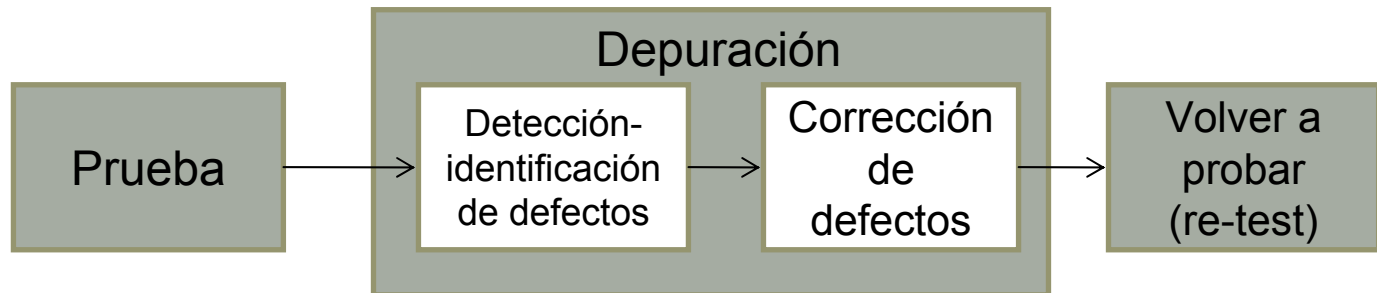 Depuración
Prueba
Detección-
identificación
de defectos
Corrección
de
defectos
Volver a
probar
(re-test)